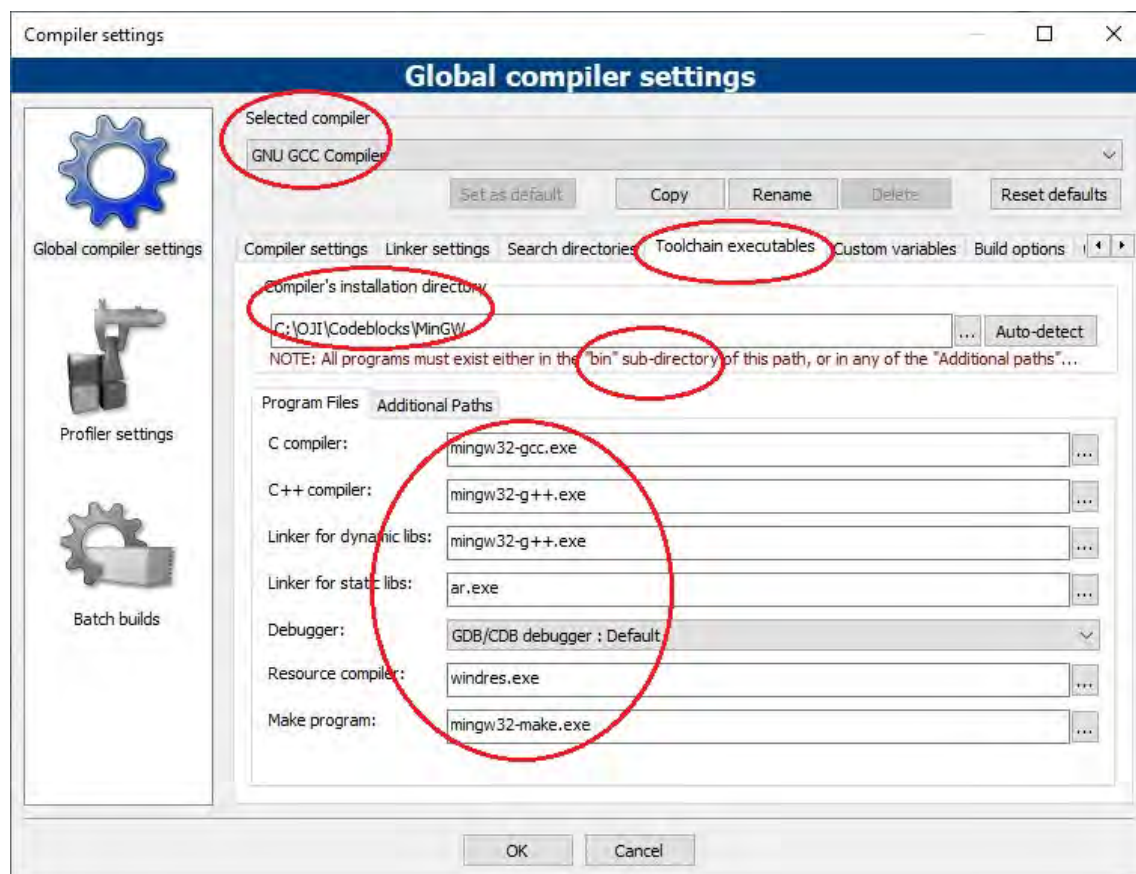 Compiler settings
Global compiler settings
Selected compiler
GNU GCC Compiler
Set as default Copy Rename Delete Reset defaults
Global compiler settings
Compiler settings Linker settings Search directories Toolchain executables Custom variables Build options
Compiler's installation directory
C:\OJI\Codeblocks\MinGW ... Auto-detect
NOTE: All programs must exist either in the "bin" sub-directory of this path, or in any of the "Additional paths"...
Program Files Additional Paths
Profiler settings
C compiler: mingw32-gcc.exe ...
C++ compiler: mingw32-g++.exe ...
Linker for dynamic libs: mingw32-g++.exe ...
Linker for static libs: ar.exe ...
Batch builds
Debugger: GDB/CDB debugger : Default
Resource compiler: windres.exe ...
Make program: mingw32-make.exe ...
OK Cancel